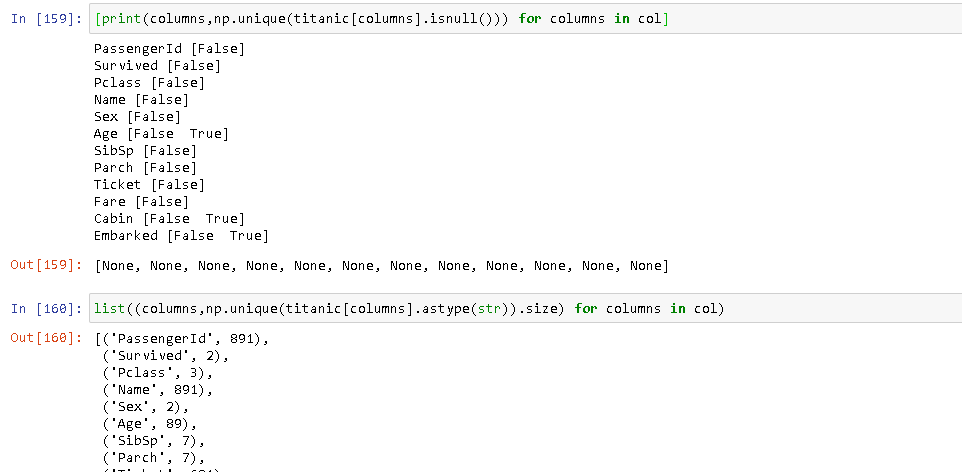 In [159]: [print(columns,np.unique(titanic[columns].isnull())) for columns in col]
PassengerId [False]
Survived [False]
Pclass [False]
Name [False]
Sex [False]
Age [False  True]
SibSp [False]
Parch [False]
Ticket [False]
Fare [False]
Cabin [False  True]
Embarked [False  True]
Out[159]: [None, None, None, None, None, None, None, None, None, None, None, None]
In [160]: list((columns,np.unique(titanic[columns].astype(str)).size) for columns in col)
Out[160]: [('PassengerId', 891),
('Survived', 2),
('Pclass', 3),
('Name', 891),
('Sex', 2),
('Age', 89),
('SibSp', 7),
('Parch', 7),